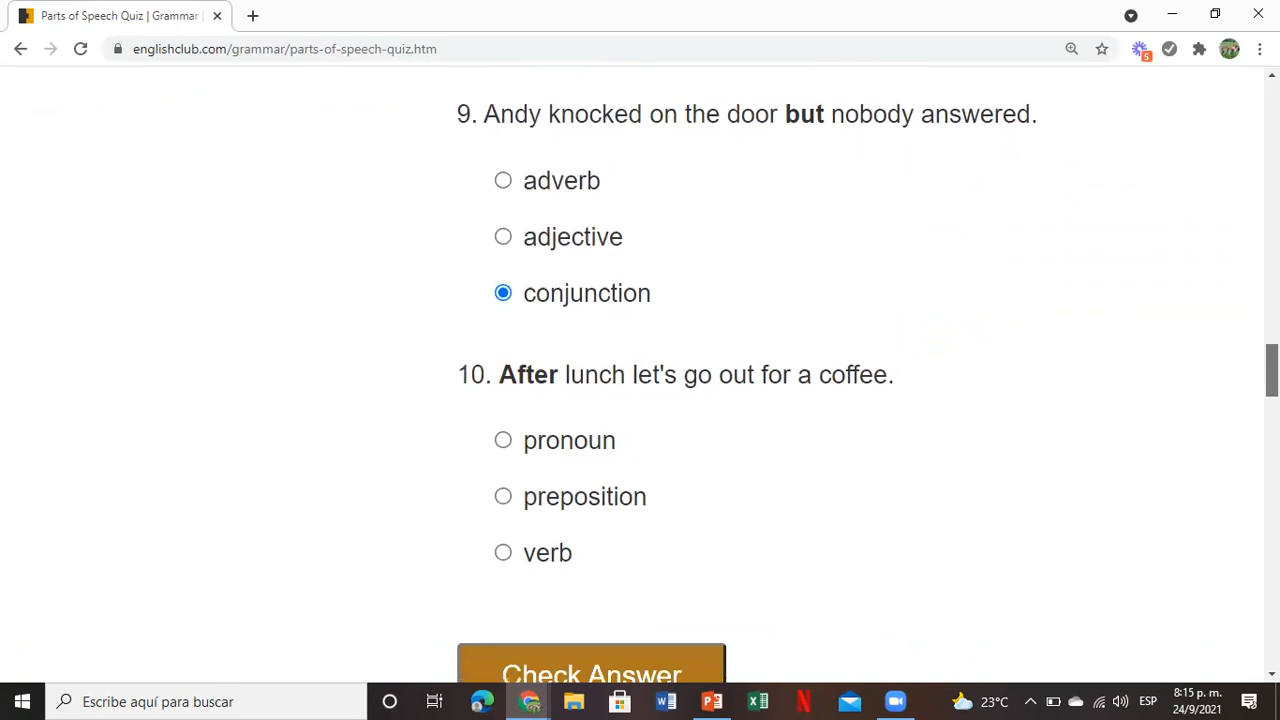 Parts of Speech Quiz | Grammar
englishclub.com/grammar/parts-of-speech-quiz.htm
5
9. Andy knocked on the door but nobody answered.
adverb
adjective
conjunction
10. After lunch let's go out for a coffee.
pronoun
preposition
verb
Check Answer
Escribe aquí para buscar
23°C
ESP
8:15 p. m.
24/9/2021